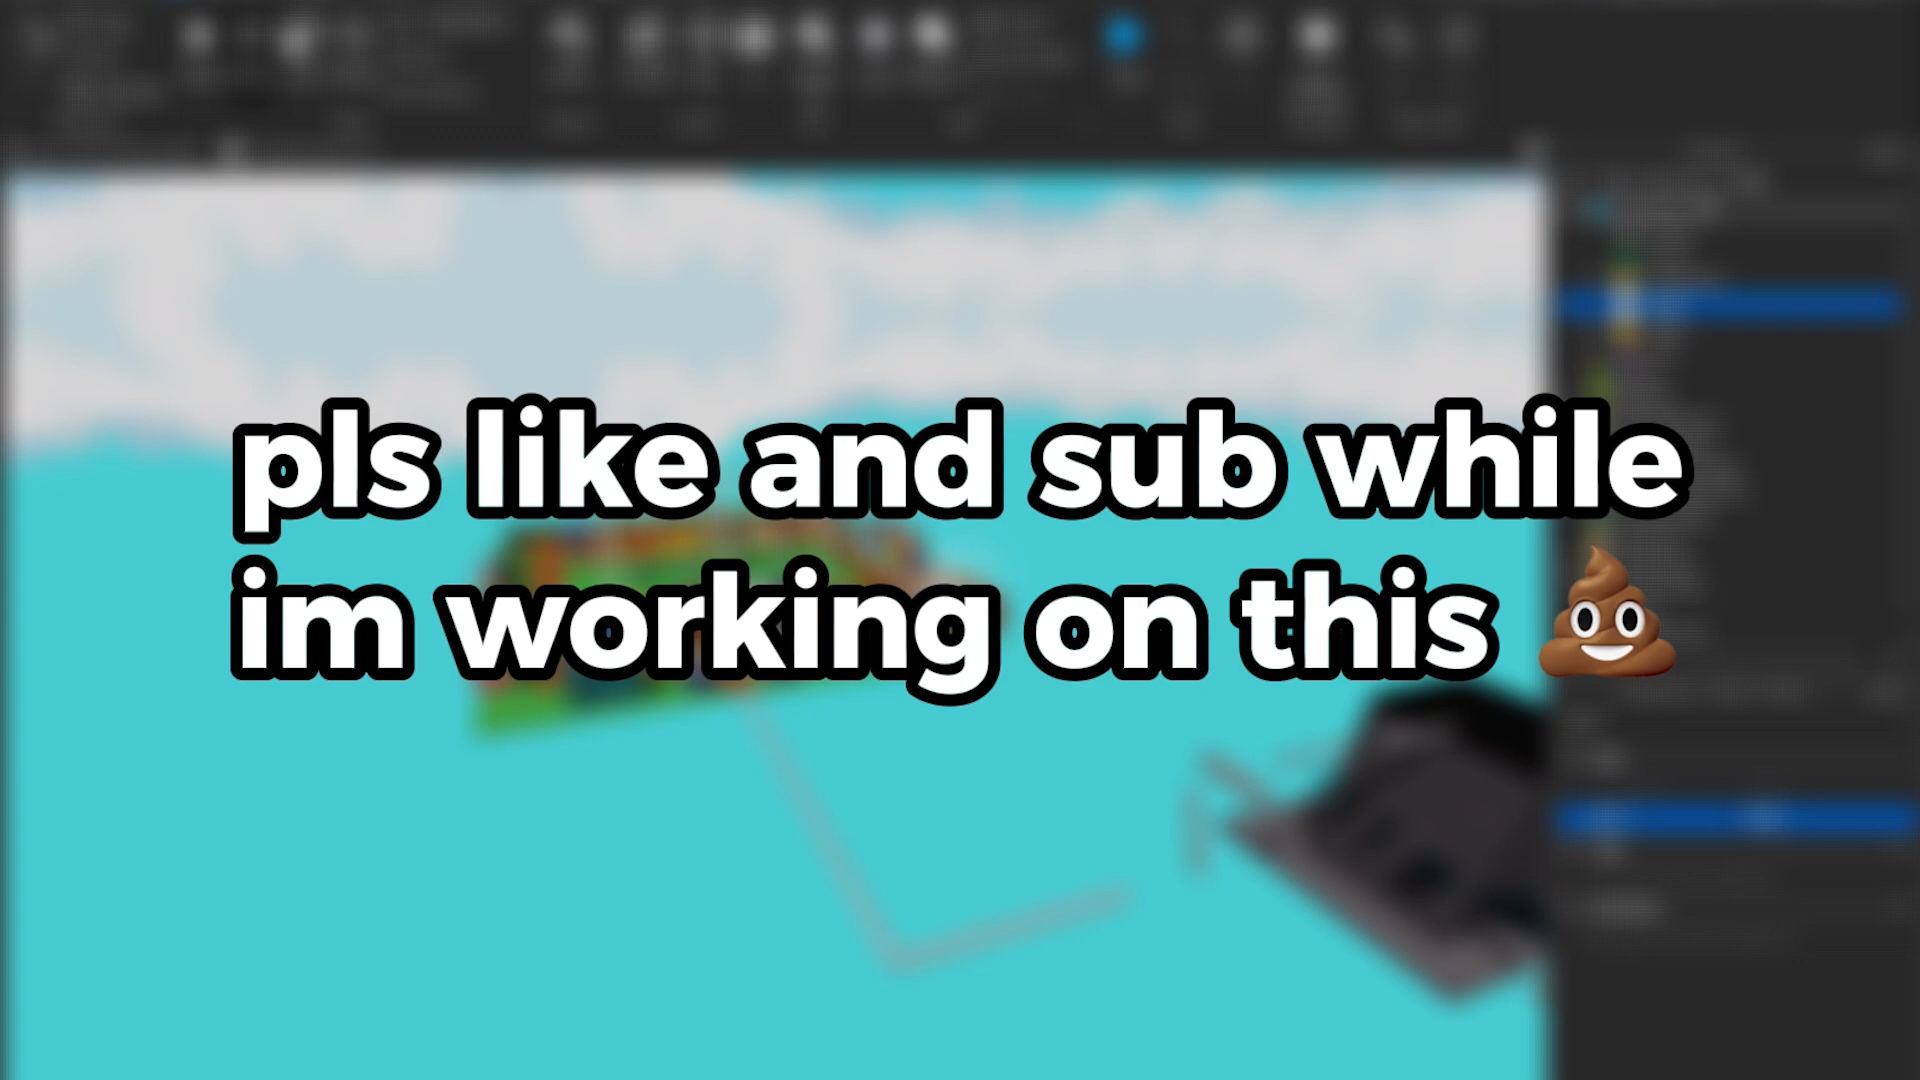 pls like and sub while
im working on this 💩